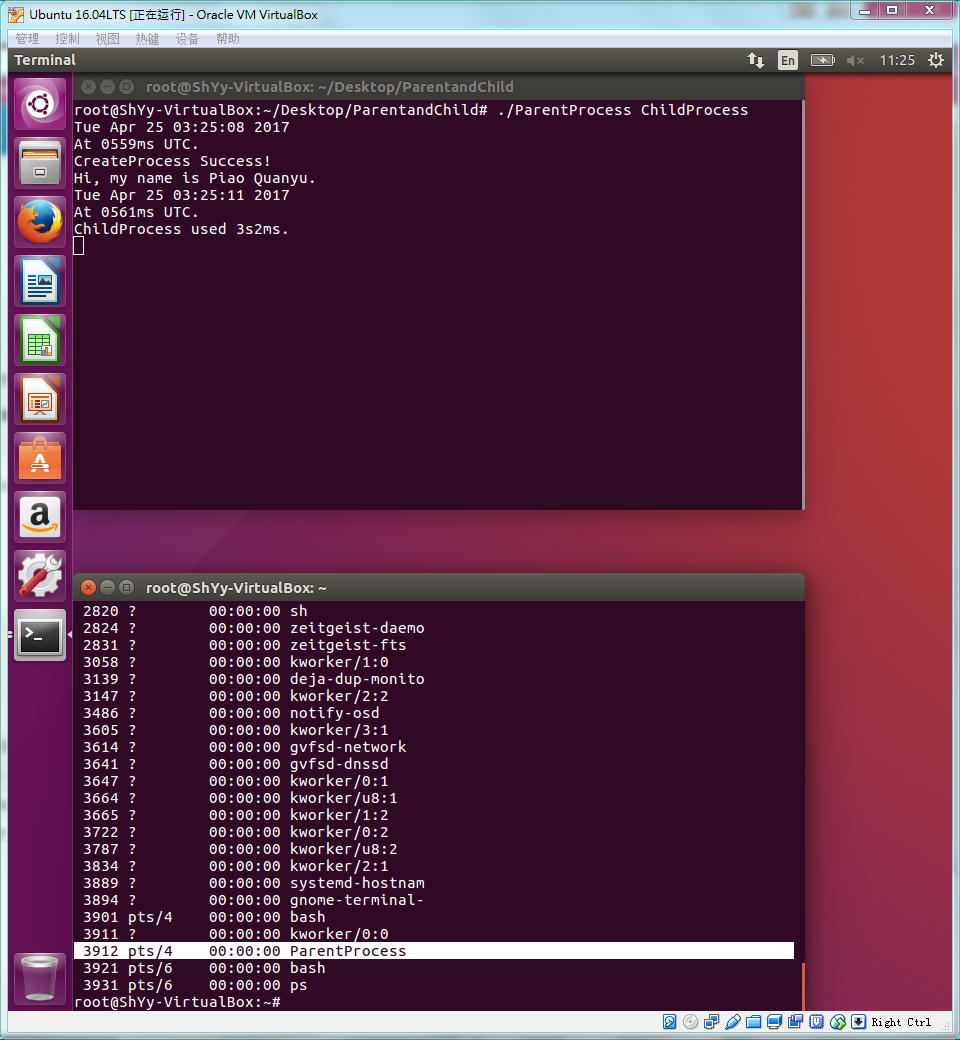 Ubuntu 16.04LTS [正在运行] - Oracle VM VirtualBox
管理 控制 视图 热键 设备 帮助
Terminal En 11:25
root@ShYy-VirtualBox: ~/Desktop/ParentandChild
root@ShYy-VirtualBox:~/Desktop/ParentandChild# ./ParentProcess ChildProcess
Tue Apr 25 03:25:08 2017
At 0559ms UTC.
CreateProcess Success!
Hi, my name is Piao Quanyu.
Tue Apr 25 03:25:11 2017
At 0561ms UTC.
ChildProcess used 3s2ms.
root@ShYy-VirtualBox: ~
2820 ? 00:00:00 sh
2824 ? 00:00:00 zeitgeist-daemo
2831 ? 00:00:00 zeitgeist-fts
3058 ? 00:00:00 kworker/1:0
3139 ? 00:00:00 deja-dup-monito
3147 ? 00:00:00 kworker/2:2
3486 ? 00:00:00 notify-osd
3605 ? 00:00:00 kworker/3:1
3614 ? 00:00:00 gvfsd-network
3641 ? 00:00:00 gvfsd-dnssd
3647 ? 00:00:00 kworker/0:1
3664 ? 00:00:00 kworker/u8:1
3665 ? 00:00:00 kworker/1:2
3722 ? 00:00:00 kworker/0:2
3787 ? 00:00:00 kworker/u8:2
3834 ? 00:00:00 kworker/2:1
3889 ? 00:00:00 systemd-hostnam
3894 ? 00:00:00 gnome-terminal-
3901 pts/4 00:00:00 bash
3911 ? 00:00:00 kworker/0:0
3912 pts/4 00:00:00 ParentProcess
3921 pts/6 00:00:00 bash
3931 pts/6 00:00:00 ps
root@ShYy-VirtualBox:~#
Right Ctrl